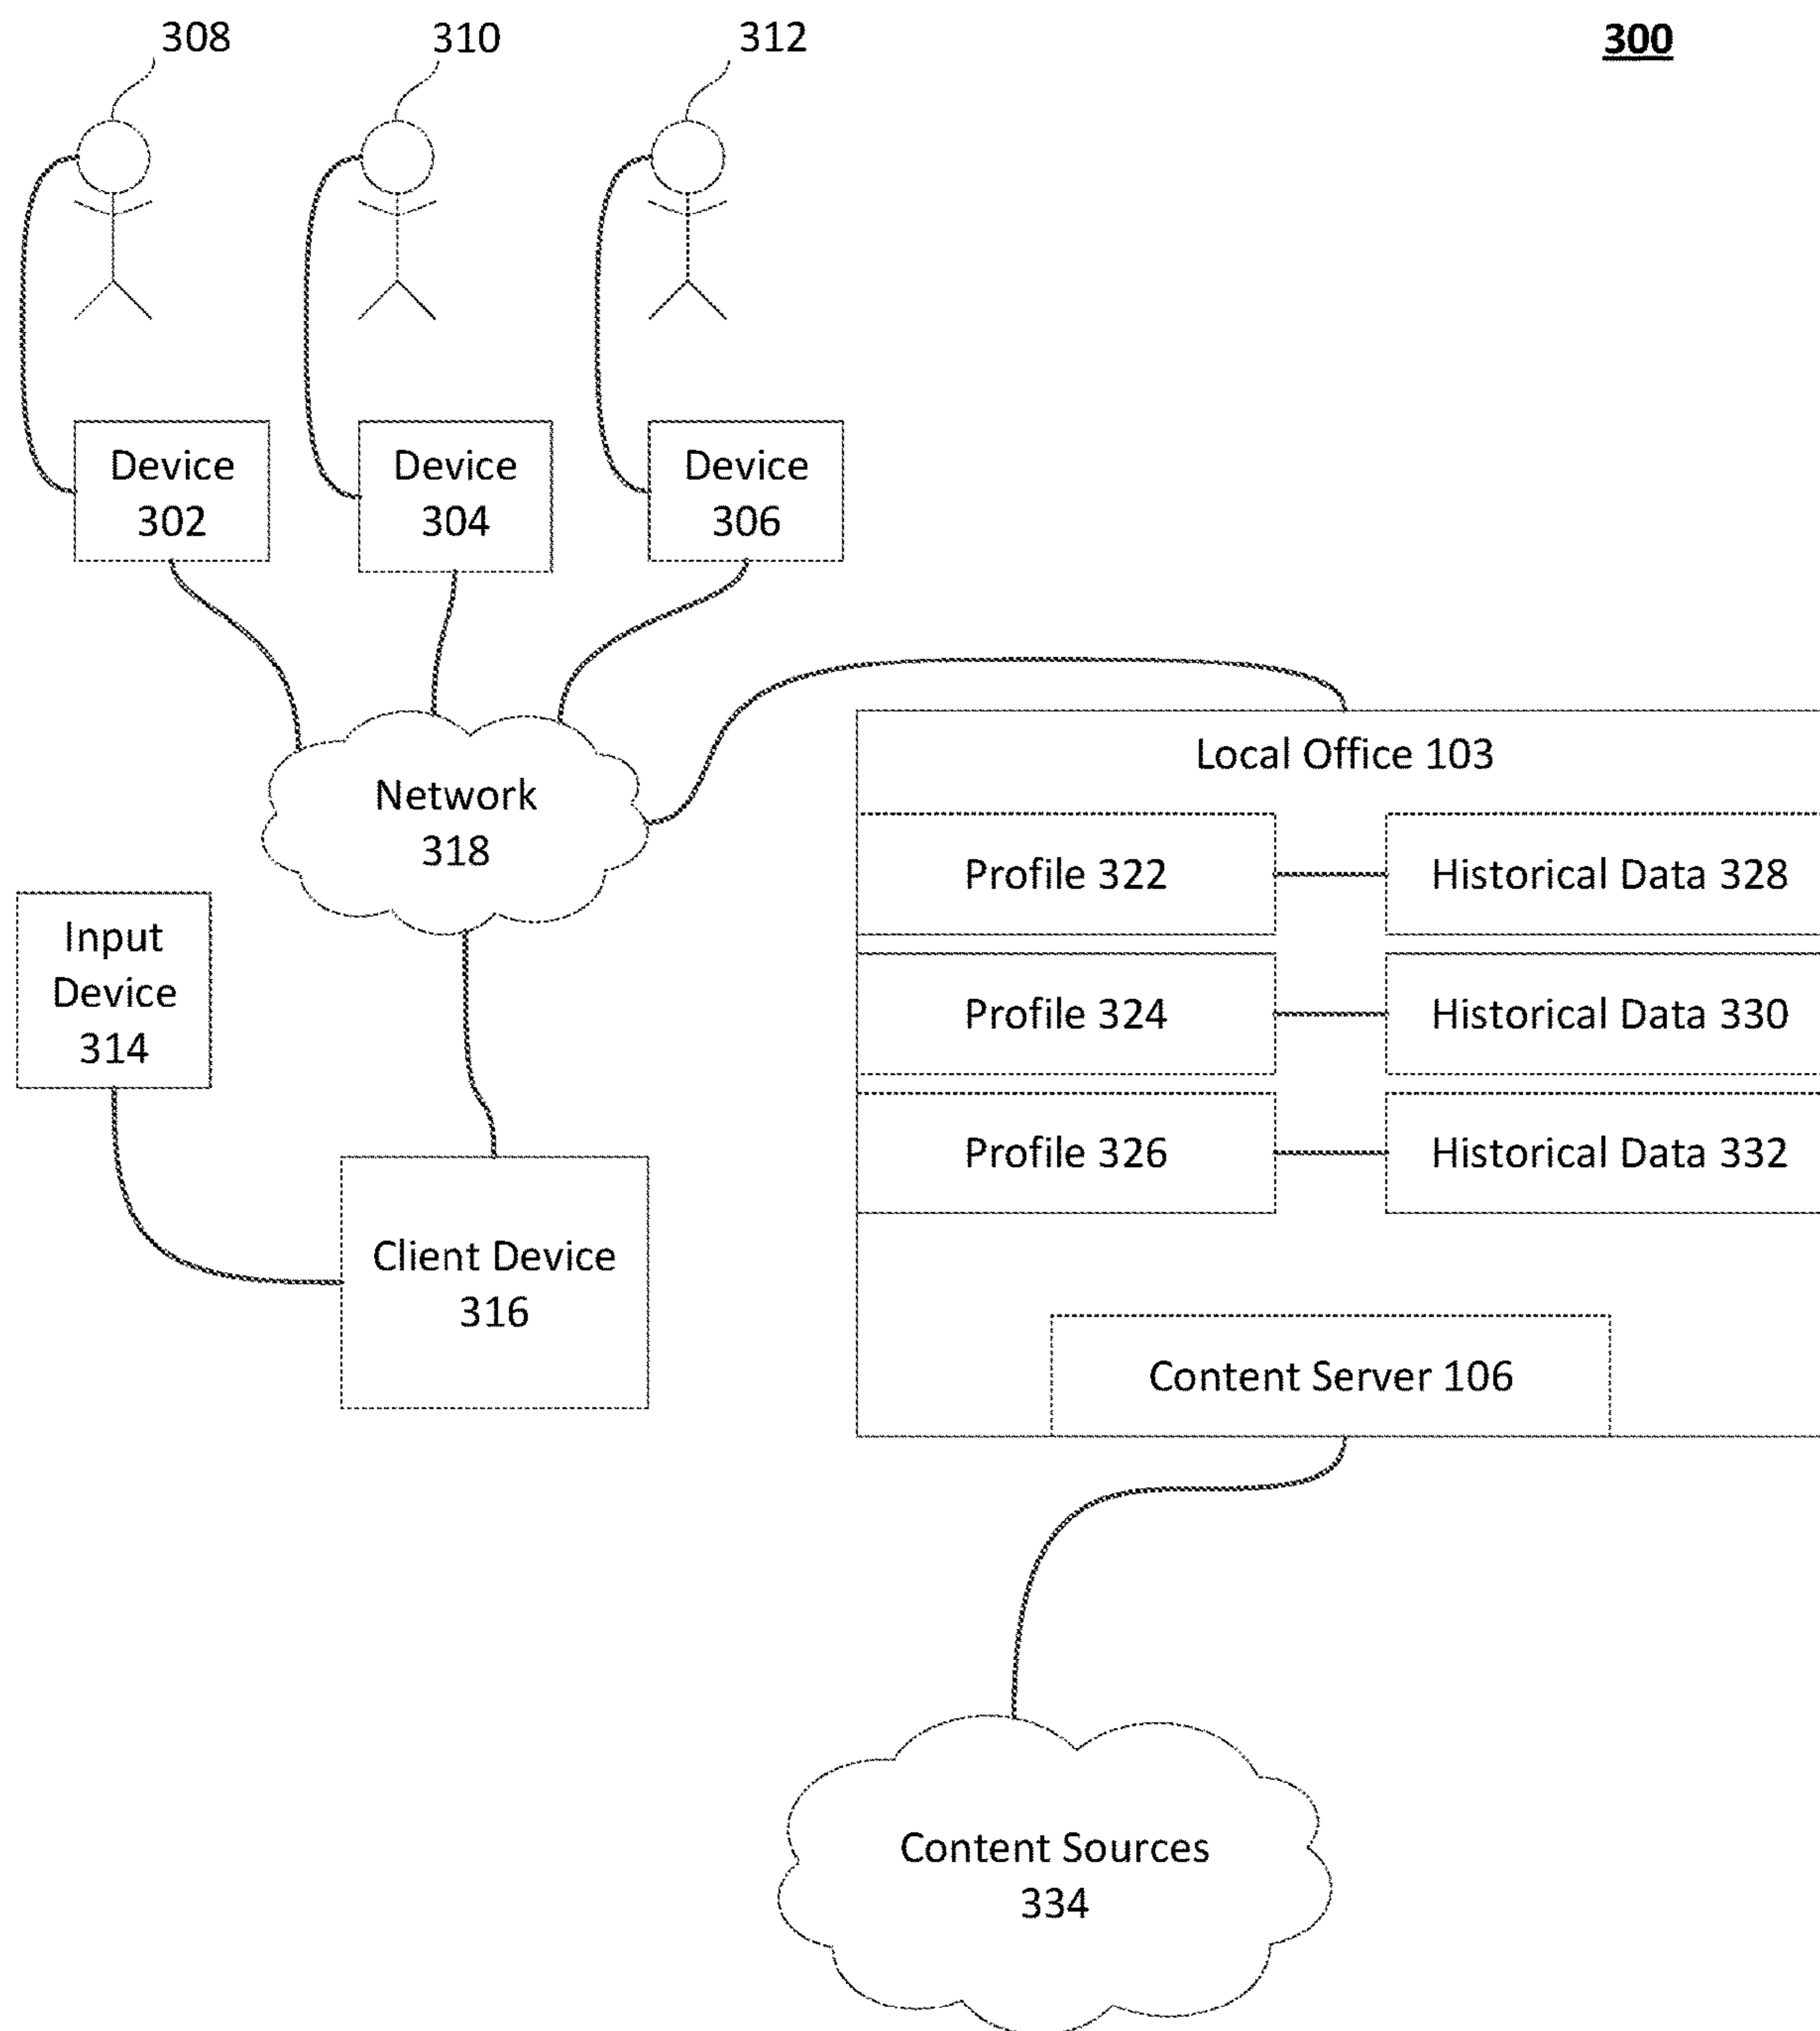 308
310
312
300
Device
302
Device
304
Device
306
Network
318
Local Office 103
Profile 322
Historical Data 328
Profile 324
Historical Data 330
Profile 326
Historical Data 332
Input
Device
314
Client Device
316
Content Server 106
Content Sources
334